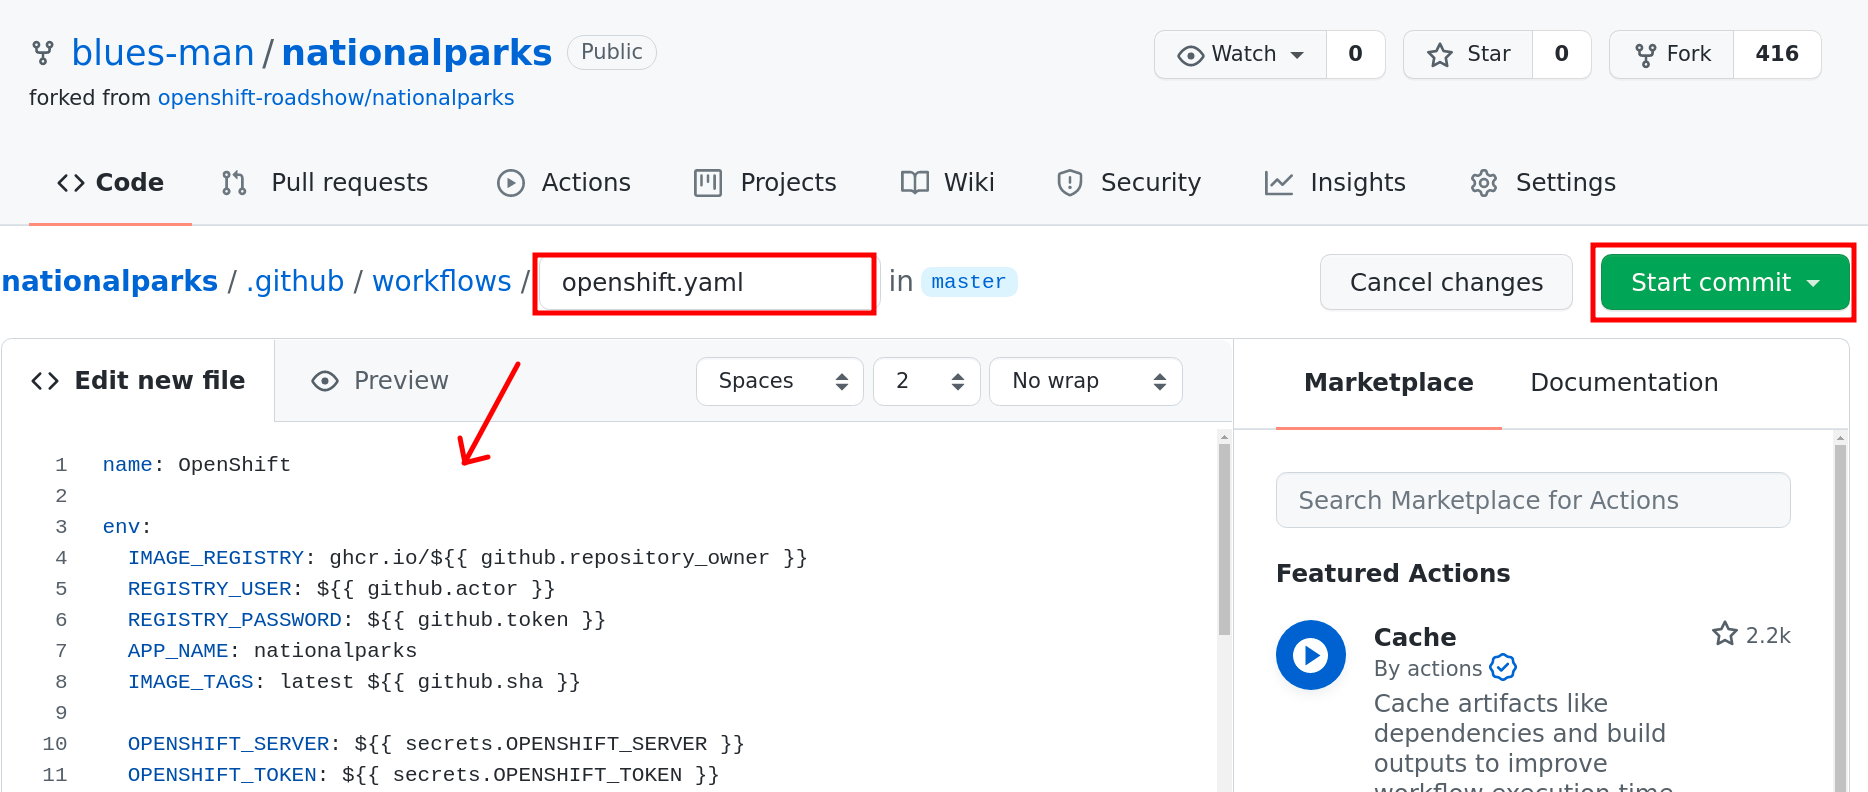 blues-man / nationalparks Public
Watch 0 Star 0 Fork 416
forked from openshift-roadshow/nationalparks
Code Pull requests Actions Projects Wiki Security Insights Settings
nationalparks / .github / workflows / openshift.yaml in master
Cancel changes Start commit
Edit new file Preview Spaces 2 No wrap
1 name: OpenShift
2
3 env:
4 IMAGE_REGISTRY: ghcr.io/${{ github.repository_owner }}
5 REGISTRY_USER: ${{ github.actor }}
6 REGISTRY_PASSWORD: ${{ github.token }}
7 APP_NAME: nationalparks
8 IMAGE_TAGS: latest ${{ github.sha }}
9
10 OPENSHIFT_SERVER: ${{ secrets.OPENSHIFT_SERVER }}
11 OPENSHIFT_TOKEN: ${{ secrets.OPENSHIFT_TOKEN }}
Marketplace Documentation
Search Marketplace for Actions
Featured Actions
Cache 2.2k
By actions
Cache artifacts like
dependencies and build
outputs to improve
workflow execution time